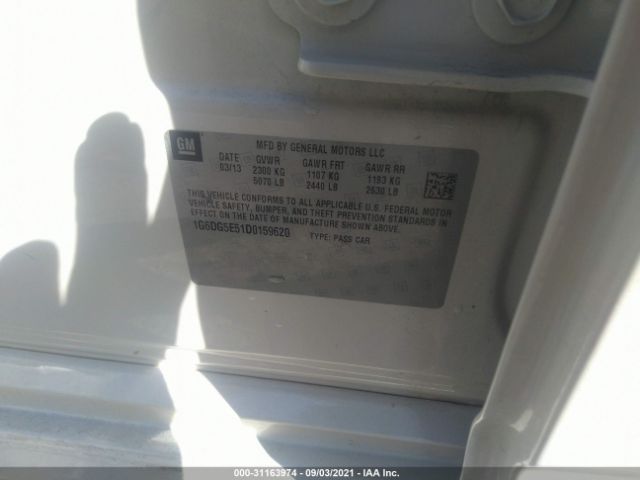 GM
MFD BY GENERAL MOTORS LLC
DATE GVWR GAWR FRT GAWR RR
03/13 2300 KG 1107 KG 1193 KG
5070 LB 2440 LB 2630 LB
THIS VEHICLE CONFORMS TO ALL APPLICABLE U.S. FEDERAL MOTOR
VEHICLE SAFETY, BUMPER, AND THEFT PREVENTION STANDARDS IN
EFFECT ON THE DATE OF MANUFACTURE SHOWN ABOVE.
1G6DG5E51D0159620 TYPE: PASS CAR
000-31163974 - 09/03/2021 - IAA Inc.